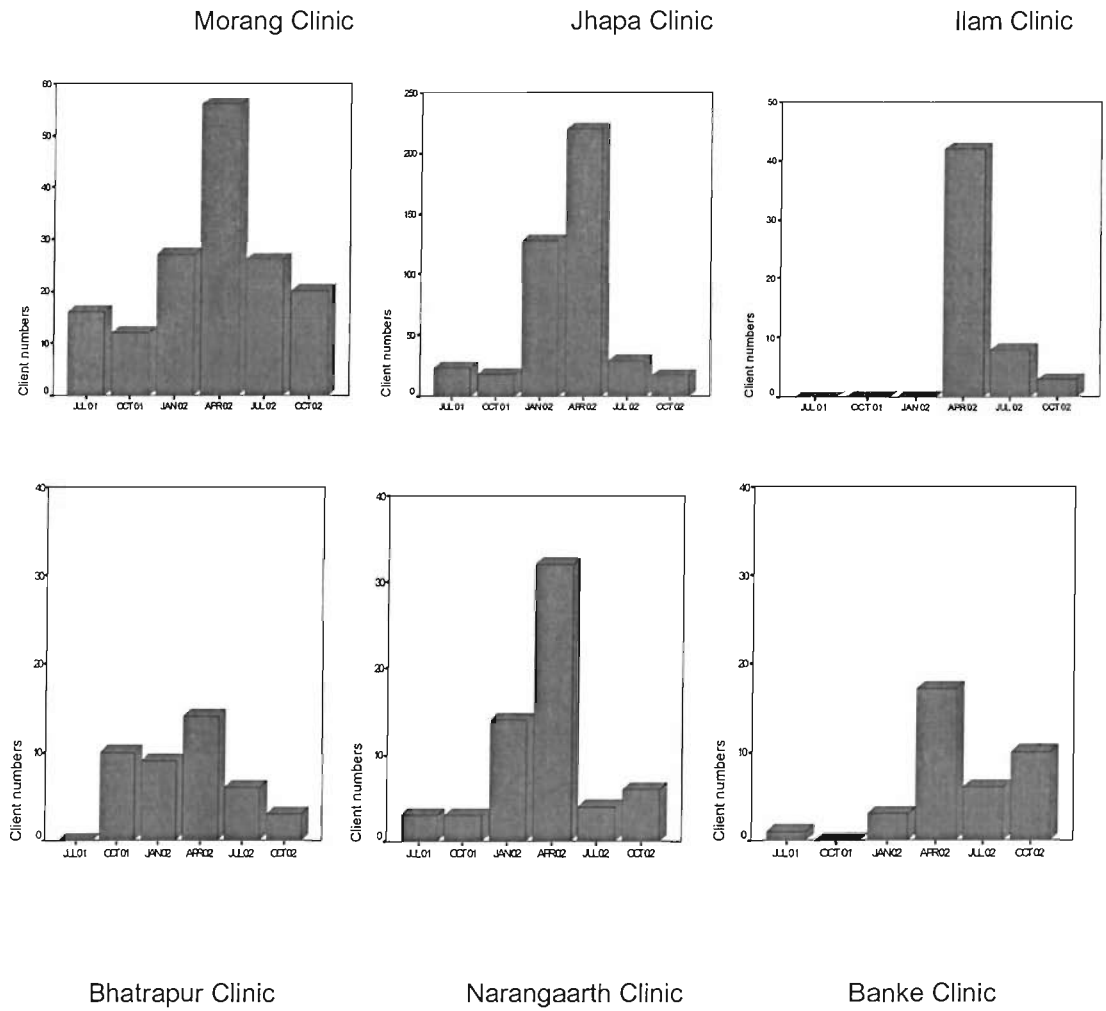 Morang Clinic
Jhapa Clinic
Ilam Clinic
60
50
40
30
20
10
0
Client numbers
JUL 01 OCT 01 JAN 02 APR 02 JUL 02 OCT 02
250
200
150
100
50
0
Client numbers
JUL 01 OCT 01 JAN 02 APR 02 JUL 02 OCT 02
50
40
30
20
10
0
Client numbers
JUL 01 OCT 01 JAN 02 APR 02 JUL 02 OCT 02
40
30
20
10
0
Client numbers
JUL 01 OCT 01 JAN 02 APR 02 JUL 02 OCT 02
40
30
20
10
0
Client numbers
JUL 01 OCT 01 JAN 02 APR 02 JUL 02 OCT 02
40
30
20
10
0
Client numbers
JUL 01 OCT 01 JAN 02 APR 02 JUL 02 OCT 02
Bhatrapur Clinic
Narangaarth Clinic
Banke Clinic